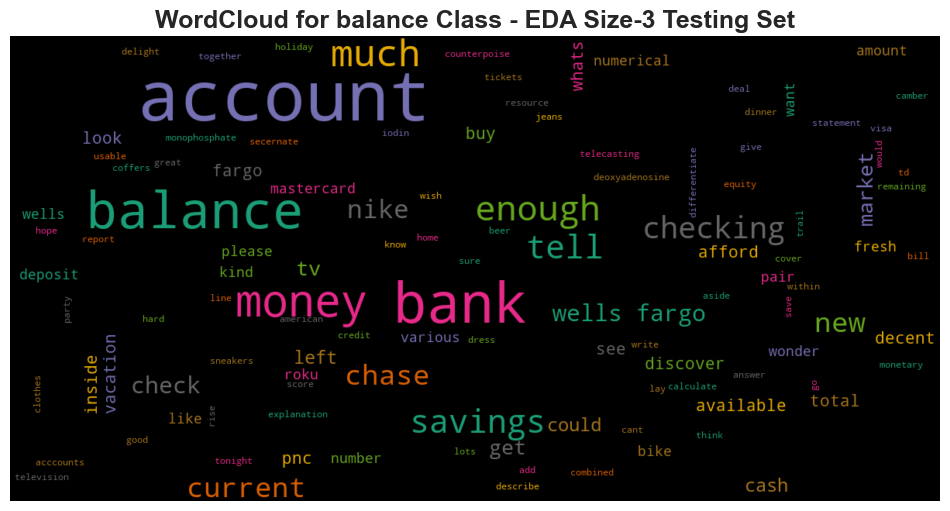 WordCloud for balance Class - EDA Size-3 Testing Set
delight
together
holiday
much
counterpoise
whats
numerical
amount
account
tickets
resource
jeans
deal
want
dinner
camber
statement
visa
look
monophosphate
secernate
iodin
buy
usable
great
coffers
fargo
telecasting
give
would
deoxyadenosine
differentiate
equity
market
td
remaining
mastercard
wish
wells
balance
nike
enough
checking
trail
hope
report
know
home
beer
tell
afford
fresh
bill
please
kind
tv
sure
cover
deposit
pair
within
party
line
money
bank
american
aside
save
wells fargo
hard
new
credit
dress
various
decent
inside
vacation
sneakers
left
see
write
wonder
discover
monetary
clothes
check
roku
score
chase
answer
lay
calculate
go
like
rise
explanation
savings
could
available
total
cant
think
good
acccounts
television
tonight
pnc
number
lots
get
bike
add
combined
describe
current
cash